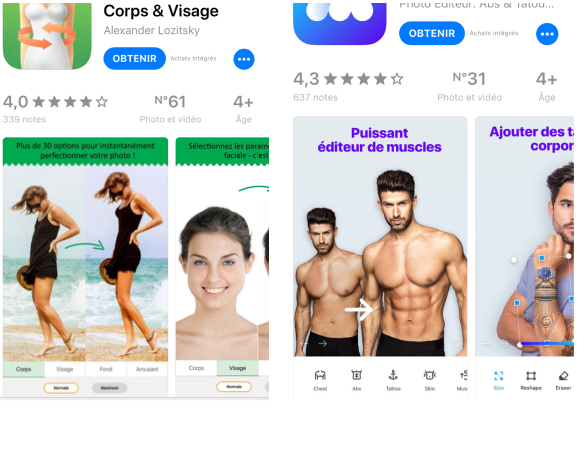 Corps & Visage
Alexander Lozitsky
OBTENIR
Achats intégrés
4,0
N°61
4+
339 notes
Photo et vidéo
Âge
Plus de 30 options pour instantanément
perfectionner votre photo !
Sélectionnez les param
faciale - c'est
Corps
Visage
Fond
Amusant
Normale
Maximum
Corps
Visage
Normale
Photo Editeur: Abs & Tatou...
OBTENIR
Achats intégrés
4,3
N°31
4+
637 notes
Photo et vidéo
Âge
Puissant
éditeur de muscles
Ajouter des ta
corpor
Chest
Abs
Tattoo
Slim
Musc
Size
Reshape
Eraser